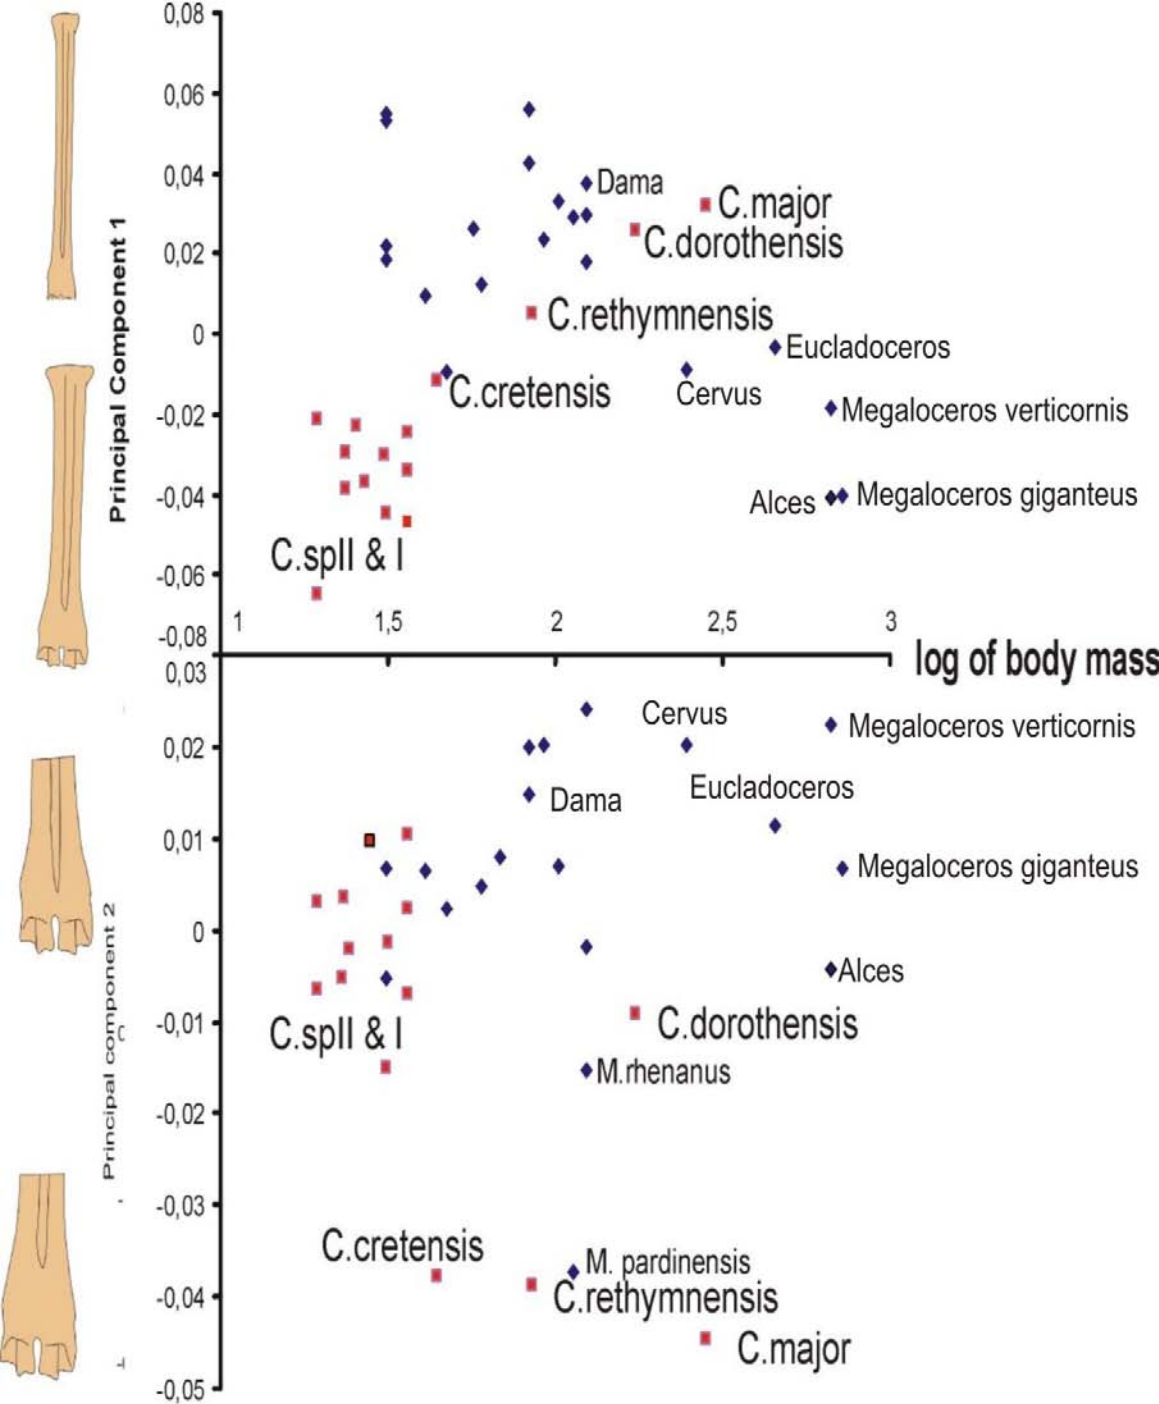 0,08
0,06
0,04
0,02
0
-0,02
-0,04
-0,06
-0,08
Principal Component 1
Dama
C.major
C.dorothensis
C.rethymnensis
Eucladoceros
C.cretensis
Cervus
Megaloceros verticornis
Alces
Megaloceros giganteus
C.spII & I
1
1,5
2
2,5
3
log of body mass
0,03
0,02
0,01
0
-0,01
-0,02
-0,03
-0,04
-0,05
Principal component 2
Cervus
Megaloceros verticornis
Eucladoceros
Dama
Megaloceros giganteus
Alces
C.dorothensis
C.spII & I
M.rhenanus
C.cretensis
M. pardinensis
C.rethymnensis
C.major